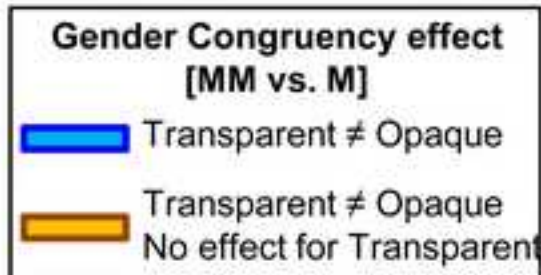 Gender Congruency effect
[MM vs. M]
Transparent ≠ Opaque
Transparent ≠ Opaque
No effect for Transparent